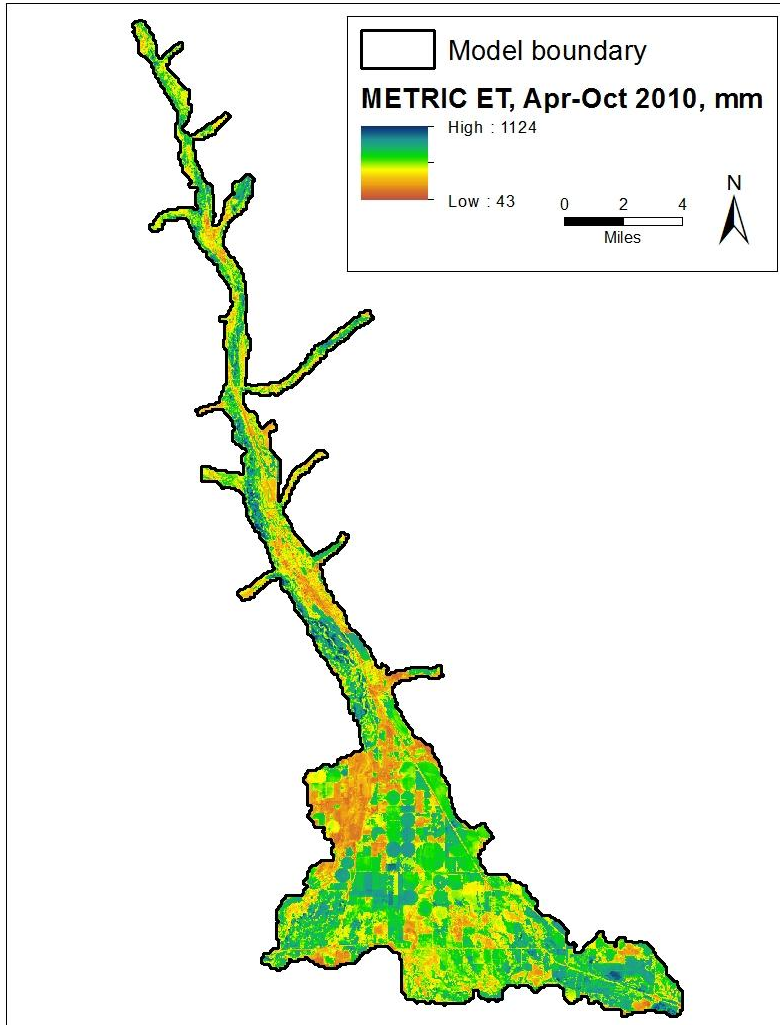 Model boundary
METRIC ET, Apr-Oct 2010, mm
High : 1124
Low : 43
N
0 2 4
Miles